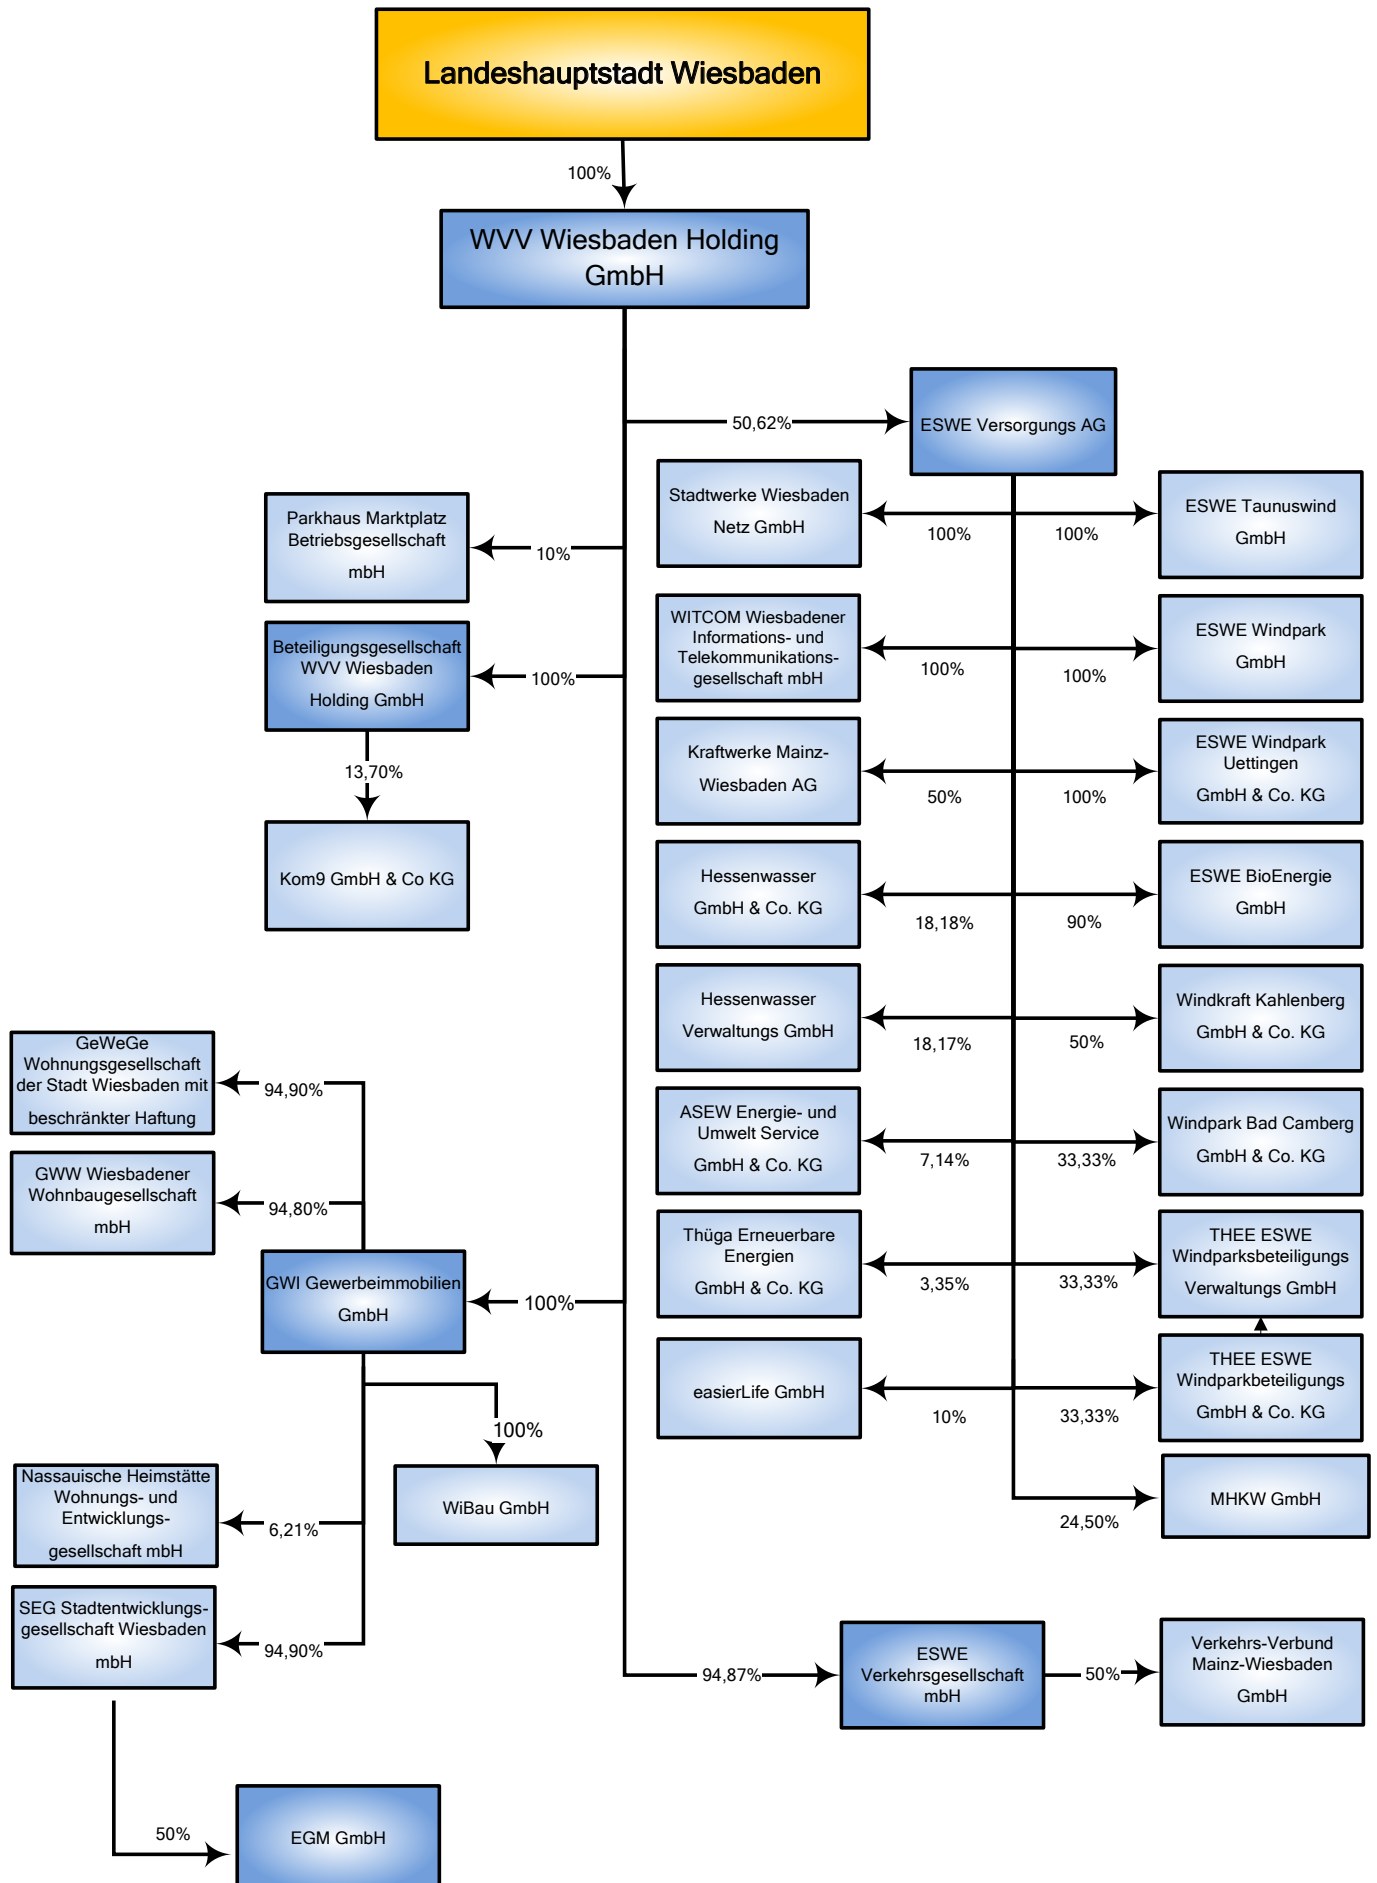 Landeshauptstadt Wiesbaden
100%
WVV Wiesbaden Holding
GmbH
50,62%
ESWE Versorgungs AG
Stadtwerke Wiesbaden
Netz GmbH
100%
100%
ESWE Taunuswind
GmbH
Parkhaus Marktplatz
Betriebsgesellschaft
mbH
10%
WITCOM Wiesbadener
Informations- und
Telekommunikations-
gesellschaft mbH
100%
100%
ESWE Windpark
GmbH
Beteiligungsgesellschaft
WVV Wiesbaden
Holding GmbH
100%
13,70%
Kom9 GmbH & Co KG
Kraftwerke Mainz-
Wiesbaden AG
50%
100%
ESWE Windpark
Uettingen
GmbH & Co. KG
Hessenwasser
GmbH & Co. KG
18,18%
90%
ESWE BioEnergie
GmbH
Hessenwasser
Verwaltungs GmbH
18,17%
50%
Windkraft Kahlenberg
GmbH & Co. KG
GeWeGe
Wohnungsgesellschaft
der Stadt Wiesbaden mit
beschränkter Haftung
94,90%
ASEW Energie- und
Umwelt Service
GmbH & Co. KG
7,14%
33,33%
Windpark Bad Camberg
GmbH & Co. KG
GWW Wiesbadener
Wohnbaugesellschaft
mbH
94,80%
Thüga Erneuerbare
Energien
GmbH & Co. KG
3,35%
33,33%
THEE ESWE
Windparksbeteiligungs
Verwaltungs GmbH
GWI Gewerbeimmobilien
GmbH
100%
easierLife GmbH
10%
33,33%
THEE ESWE
Windparkbeteiligungs
GmbH & Co. KG
100%
WiBau GmbH
24,50%
MHKW GmbH
Nassauische Heimstätte
Wohnungs- und
Entwicklungs-
gesellschaft mbH
6,21%
SEG Stadtentwicklungs-
gesellschaft Wiesbaden
mbH
94,90%
94,87%
ESWE
Verkehrsgesellschaft
mbH
50%
Verkehrs-Verbund
Mainz-Wiesbaden
GmbH
50%
EGM GmbH